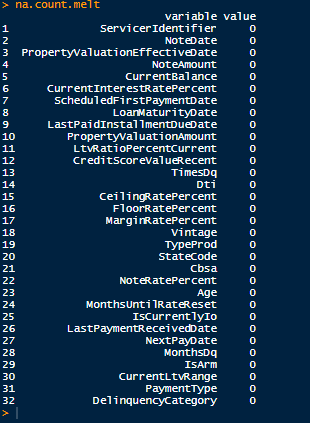 > na.count.melt
variable value
1 ServicerIdentifier 0
2 NoteDate 0
3 PropertyValuationEffectiveDate 0
4 NoteAmount 0
5 CurrentBalance 0
6 CurrentInterestRatePercent 0
7 ScheduledFirstPaymentDate 0
8 LoanMaturityDate 0
9 LastPaidInstallmentDueDate 0
10 PropertyValuationAmount 0
11 LtvRatioPercentCurrent 0
12 CreditScoreValueRecent 0
13 TimesDq 0
14 Dti 0
15 CeilingRatePercent 0
16 FloorRatePercent 0
17 MarginRatePercent 0
18 Vintage 0
19 TypeProd 0
20 StateCode 0
21 Cbsa 0
22 NoteRatePercent 0
23 Age 0
24 MonthsUntilRateReset 0
25 IsCurrentlyIo 0
26 LastPaymentReceivedDate 0
27 NextPayDate 0
28 MonthsDq 0
29 IsArm 0
30 CurrentLtvRange 0
31 PaymentType 0
32 DelinquencyCategory 0
>